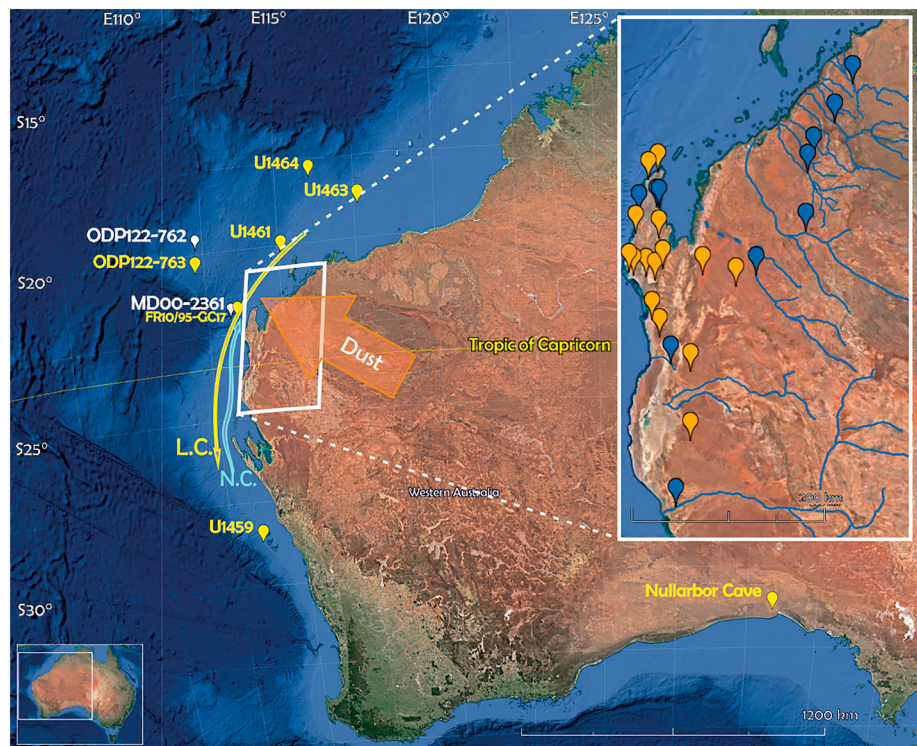 E110°
E115°
E120°
E125°
S15°
U1464
U1463
ODP122-762
U1461
ODP122-763
S20°
MD00-2361
FR10/95-GC17
Dust
Tropic of Capricorn
S25°
L.C.
N.C.
Western Australia
200 km
U1459
Nullarbor Cave
S30°
1200 km